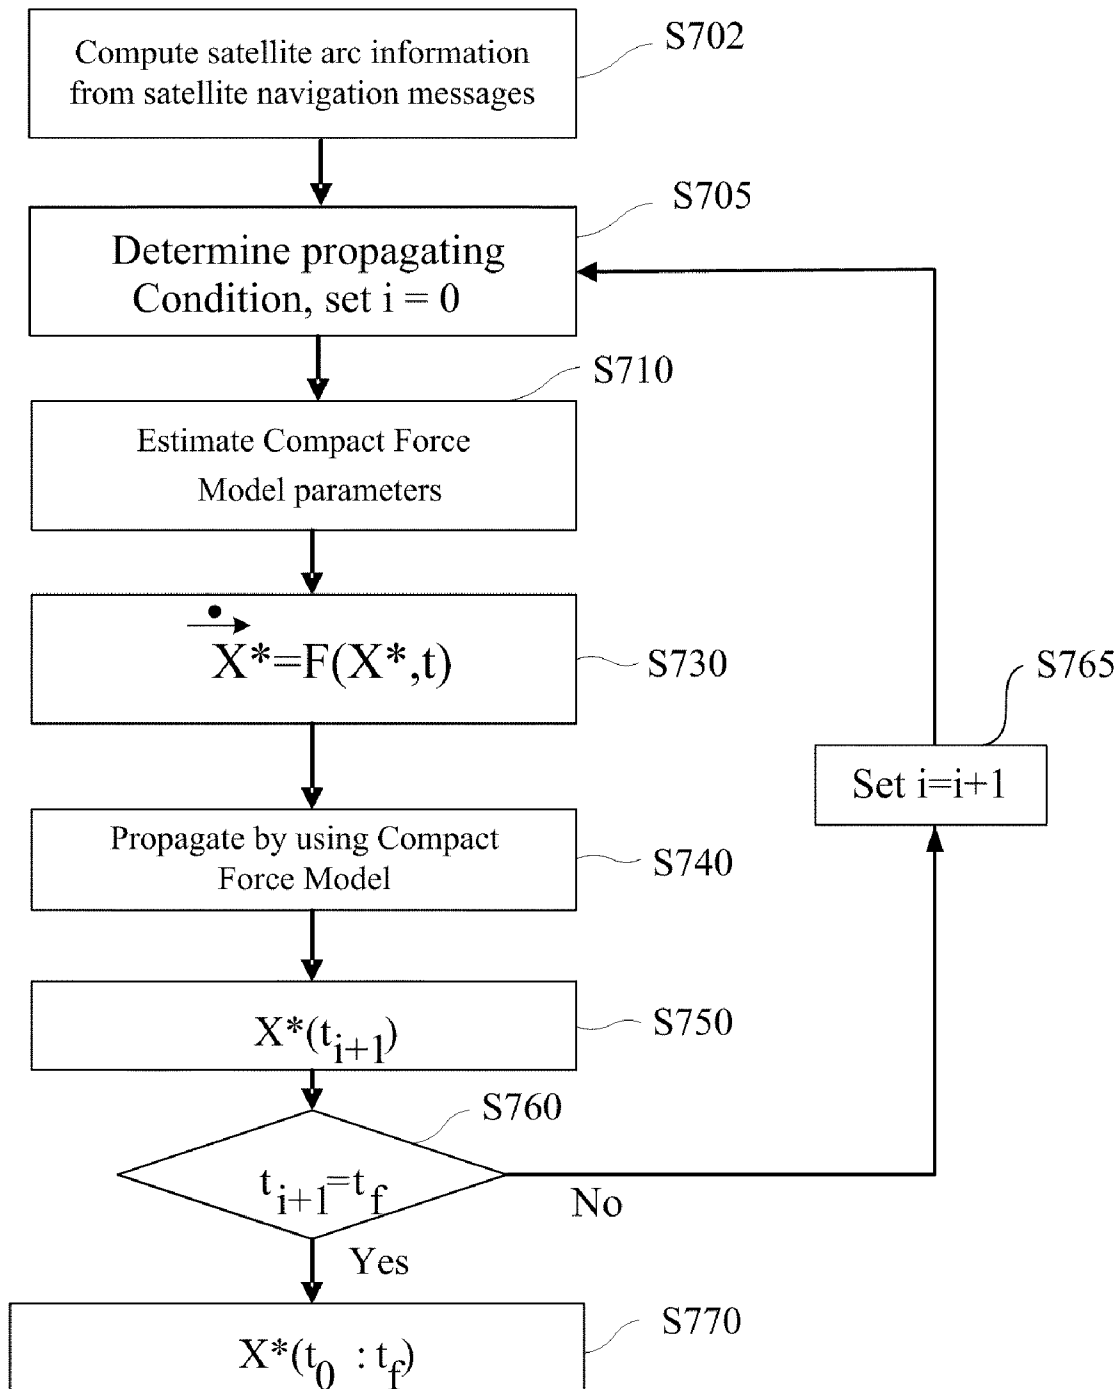 Compute satellite arc information
from satellite navigation messages
S702
Determine propagating
Condition, set i = 0
S705
Estimate Compact Force
Model parameters
S710
X*=F(X*,t)
S730
Set i=i+1
S765
Propagate by using Compact
Force Model
S740
X*(t_{i+1})
S750
t_{i+1}=t_f
S760
No
Yes
X*(t_0 : t_f)
S770